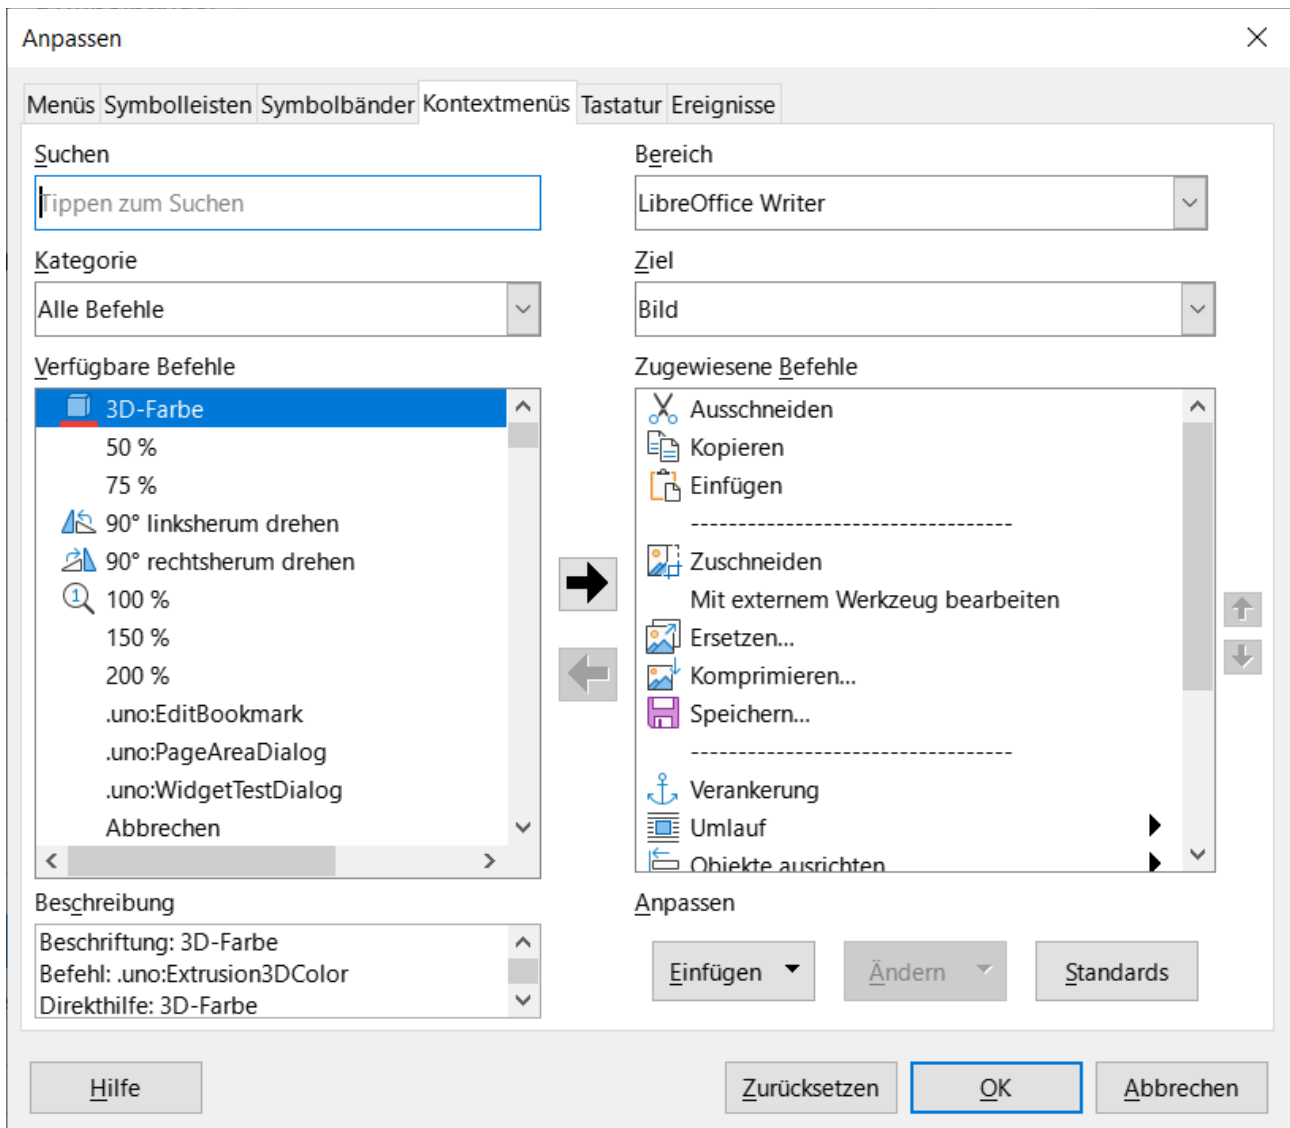 Anpassen
Menüs Symbolleisten Symbolbänder Kontextmenüs Tastatur Ereignisse
Suchen
Tippen zum Suchen
Kategorie
Alle Befehle
Verfügbare Befehle
3D-Farbe
50 %
75 %
90° linksherum drehen
90° rechtsherum drehen
100 %
150 %
200 %
.uno:EditBookmark
.uno:PageAreaDialog
.uno:WidgetTestDialog
Abbrechen
Beschreibung
Beschriftung: 3D-Farbe
Befehl: .uno:Extrusion3DColor
Direkthilfe: 3D-Farbe
Bereich
LibreOffice Writer
Ziel
Bild
Zugewiesene Befehle
Ausschneiden
Kopieren
Einfügen
----------------------------------
Zuschneiden
Mit externem Werkzeug bearbeiten
Ersetzen...
Komprimieren...
Speichern...
----------------------------------
Verankerung
Umlauf
Objekte ausrichten
Anpassen
Einfügen
Ändern
Standards
Hilfe
Zurücksetzen
OK
Abbrechen